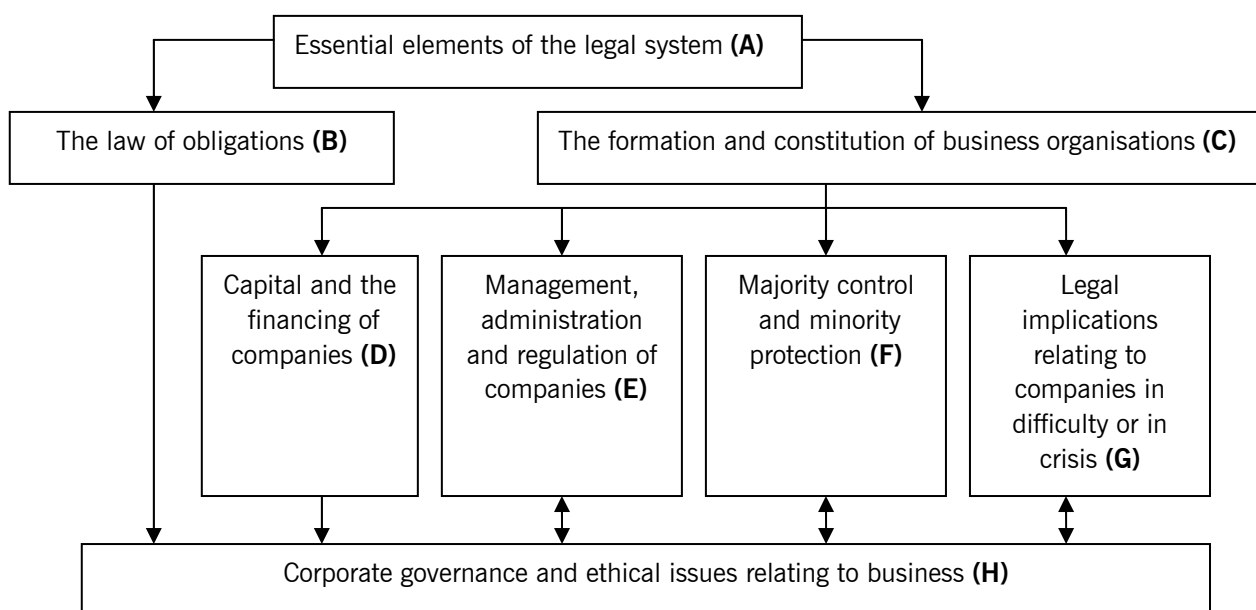 Essential elements of the legal system (A)
The law of obligations (B)
The formation and constitution of business organisations (C)
Capital and the
financing of
companies (D)
Management,
administration
and regulation of
companies (E)
Majority control
and minority
protection (F)
Legal
implications
relating to
companies in
difficulty or in
crisis (G)
Corporate governance and ethical issues relating to business (H)